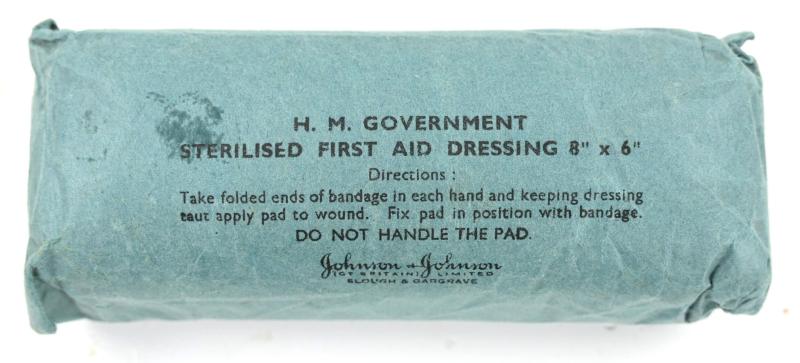 H. M. GOVERNMENT
STERILISED FIRST AID DRESSING 8" x 6"
Directions :
Take folded ends of bandage in each hand and keeping dressing
taut apply pad to wound. Fix pad in position with bandage.
DO NOT HANDLE THE PAD.
Johnson + Johnson
(GT BRITAIN) LIMITED
SLOUGH & GARGRAVE